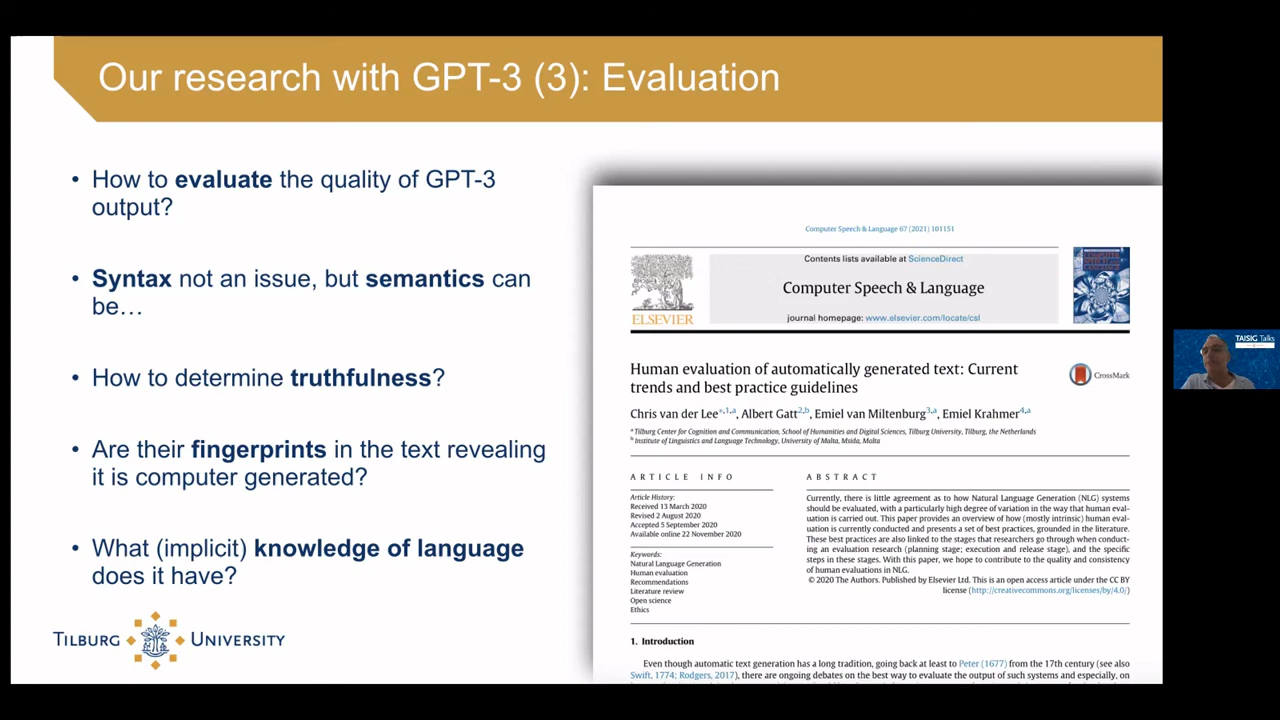 Our research with GPT-3 (3): Evaluation
• How to evaluate the quality of GPT-3
output?
• Syntax not an issue, but semantics can
be…
• How to determine truthfulness?
• Are their fingerprints in the text revealing
it is computer generated?
• What (implicit) knowledge of language
does it have?
TILBURG UNIVERSITY
Computer Speech & Language 67 (2021) 101151
Contents lists available at ScienceDirect
Computer Speech & Language
journal homepage: www.elsevier.com/locate/csl
ELSEVIER
Human evaluation of automatically generated text: Current
trends and best practice guidelines
CrossMark
Chris van der Lee*,1,a, Albert Gatt2,b, Emiel van Miltenburg3,a, Emiel Krahmer4,a
a Tilburg Center for Cognition and Communication, School of Humanities and Digital Sciences, Tilburg University, Tilburg, the Netherlands
b Institute of Linguistics and Language Technology, University of Malta, Msida, Malta
ARTICLE INFO
Article History:
Received 13 March 2020
Revised 2 August 2020
Accepted 5 September 2020
Available online 22 November 2020
Keywords:
Natural Language Generation
Human evaluation
Recommendations
Literature review
Open science
Ethics
ABSTRACT
Currently, there is little agreement as to how Natural Language Generation (NLG) systems
should be evaluated, with a particularly high degree of variation in the way that human eval-
uation is carried out. This paper provides an overview of how (mostly intrinsic) human eval-
uation is currently conducted and presents a set of best practices, grounded in the literature.
These best practices are also linked to the stages that researchers go through when conduct-
ing an evaluation research (planning stage; execution and release stage), and the specific
steps in these stages. With this paper, we hope to contribute to the quality and consistency
of human evaluations in NLG.
© 2020 The Authors. Published by Elsevier Ltd. This is an open access article under the CC BY
license (http://creativecommons.org/licenses/by/4.0/)
1. Introduction
Even though automatic text generation has a long tradition, going back at least to Peter (1677) from the 17th century (see also
Swift, 1774; Rodgers, 2017), there are ongoing debates on the best way to evaluate the output of such systems and especially, on
TAISIG Talks